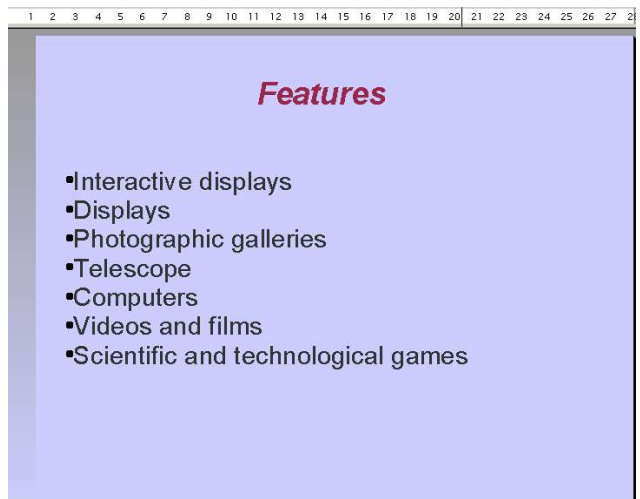 1 2 3 4 5 6 7 8 9 10 11 12 13 14 15 16 17 18 19 20 21 22 23 24 25 26 27 28
Features
•Interactive displays
•Displays
•Photographic galleries
•Telescope
•Computers
•Videos and films
•Scientific and technological games